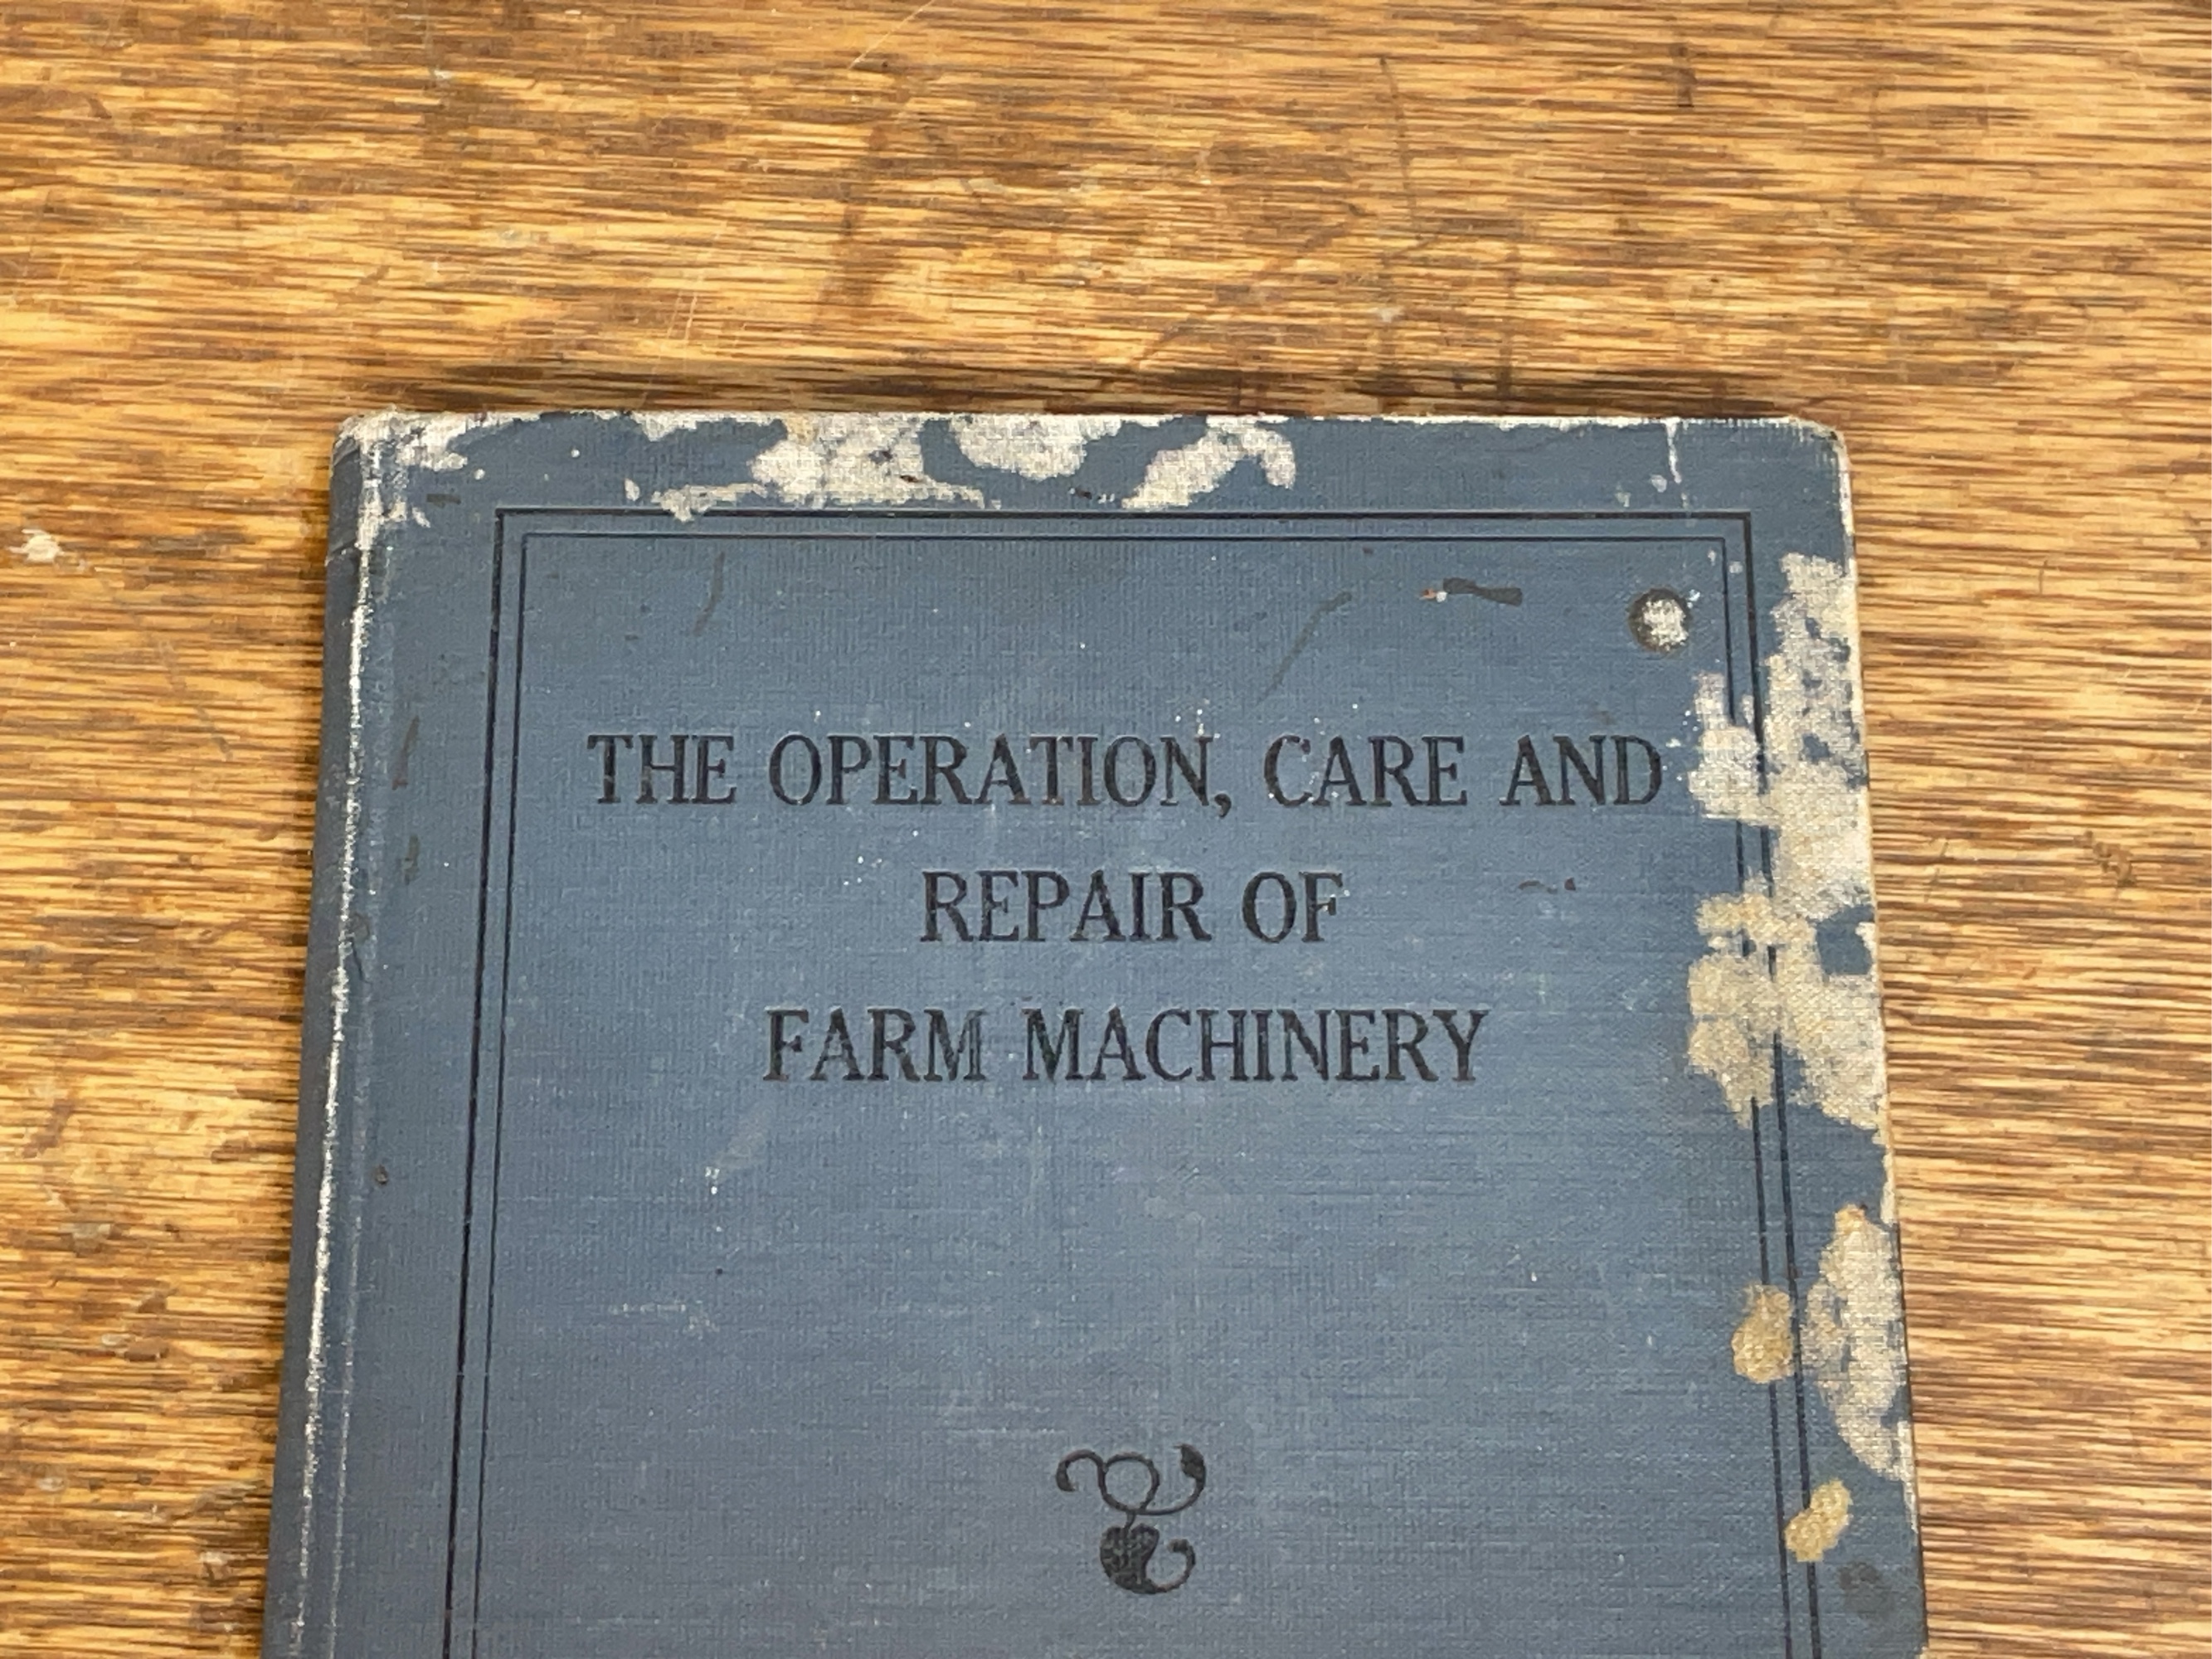 THE OPERATION, CARE AND
REPAIR OF
FARM MACHINERY